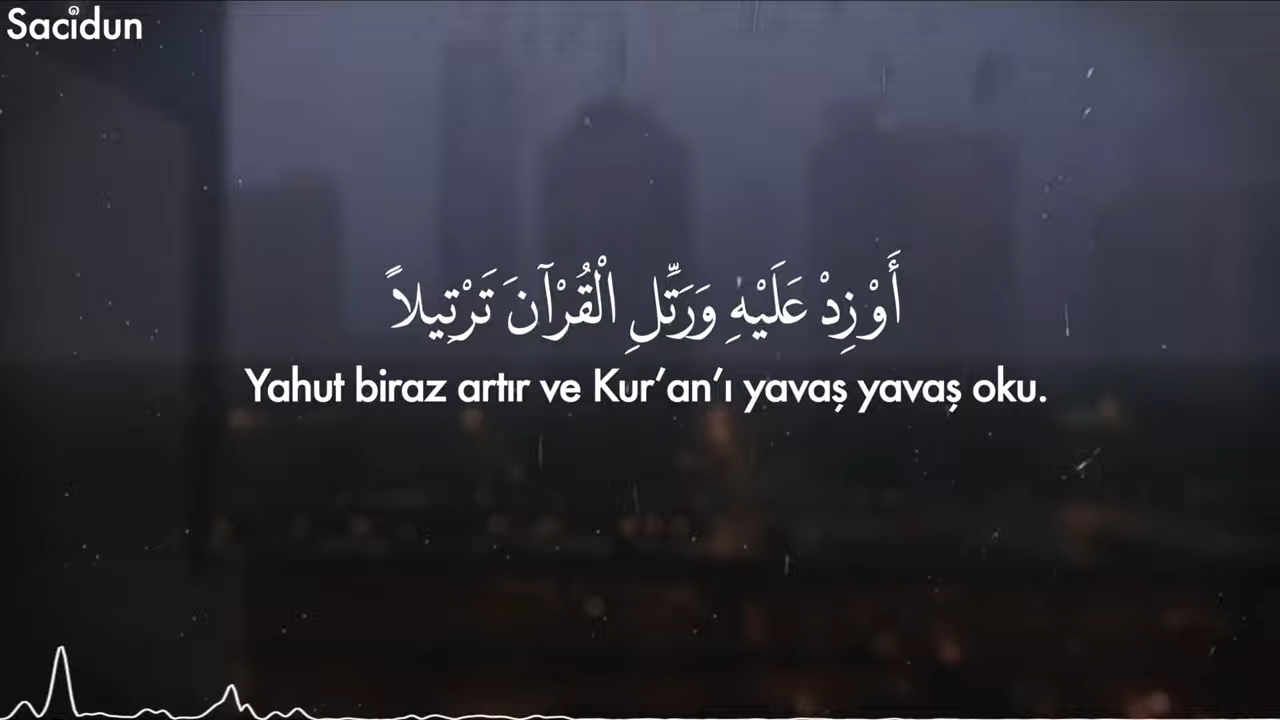 Sacidun
أَوْ زِدْ عَلَيْهِ وَرَتِّلِ الْقُرْآنَ تَرْتِيلاً
Yahut biraz artır ve Kur’an’ı yavaş yavaş oku.